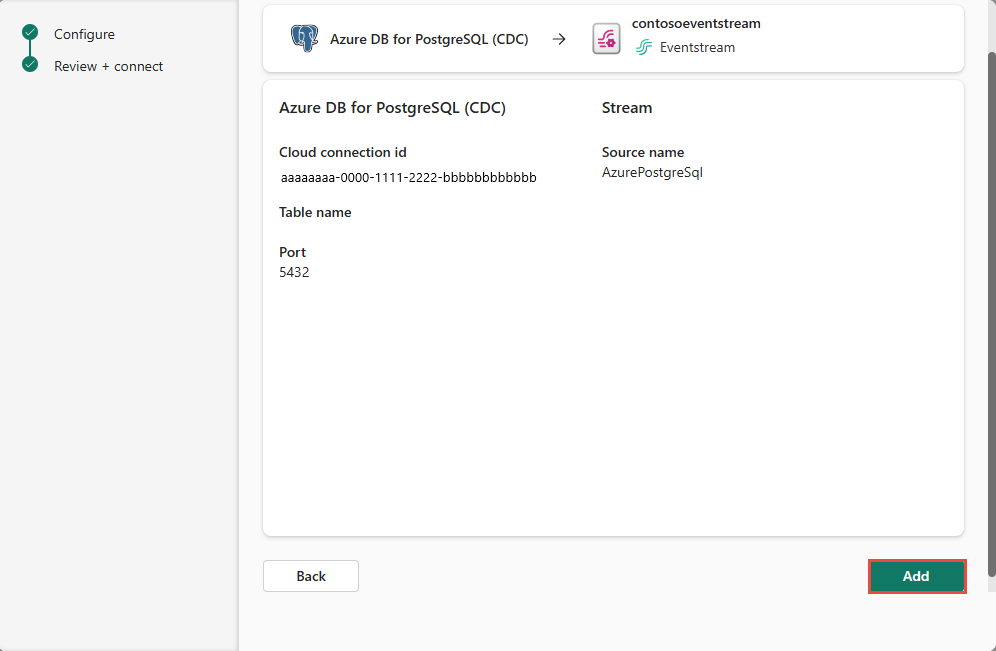 Configure
Review + connect
Azure DB for PostgreSQL (CDC)
contosoeventstream
Eventstream
Azure DB for PostgreSQL (CDC)
Cloud connection id
aaaaaaaa-0000-1111-2222-bbbbbbbbbbbb
Table name
Port
5432
Stream
Source name
AzurePostgreSql
Back
Add